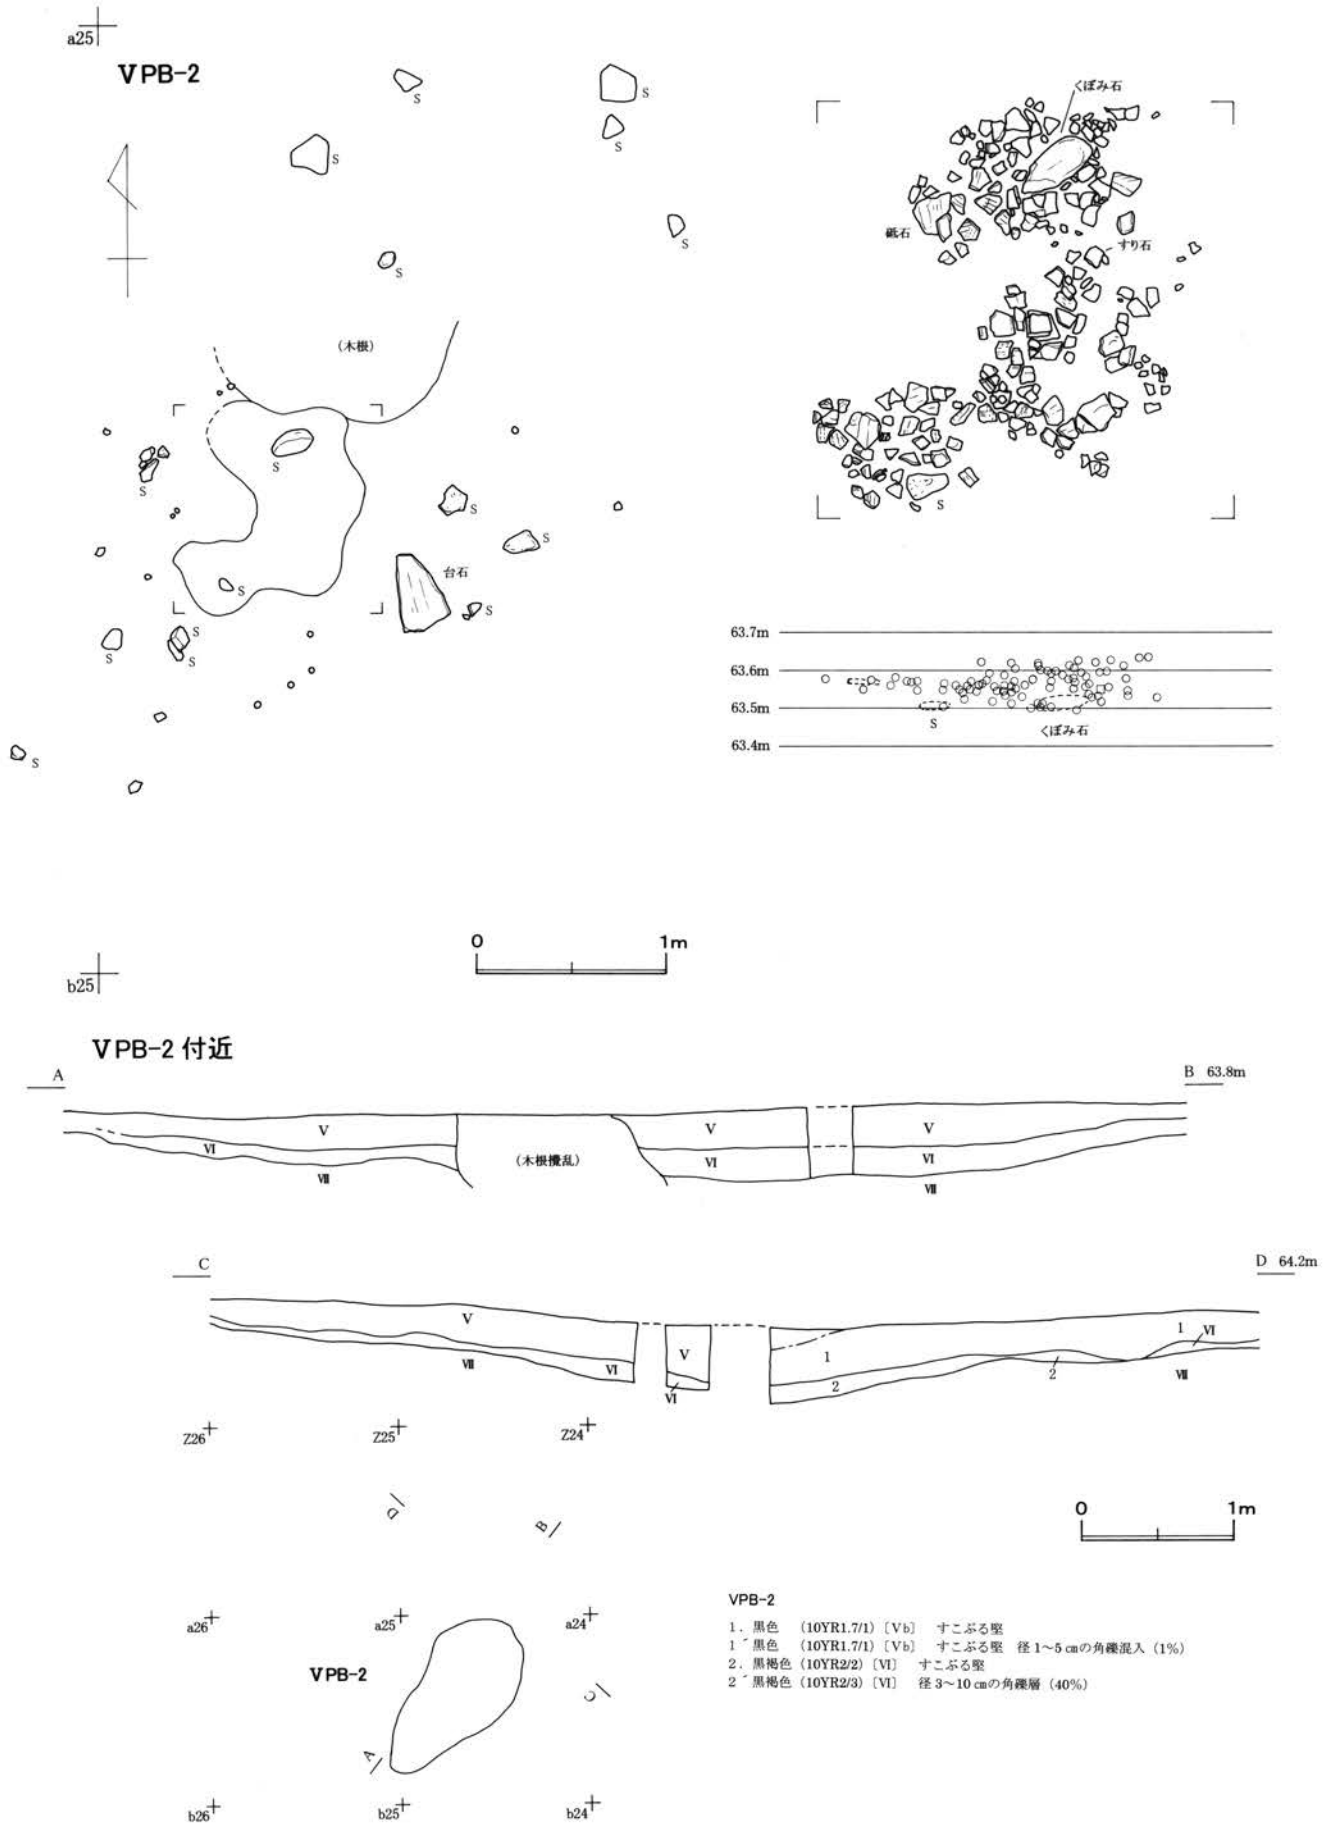 a25
VPB-2
S
S
S
S
S
S
くぼみ石
砥石
すり石
S
(木根)
S
S
S
S
S
台石
S
S
S
S
S
63.7m
63.6m
63.5m
63.4m
S
くぼみ石
0 1m
b25
VPB-2 付近
A
B 63.8m
V
V
V
VI
(木根攪乱)
VI
VI
VII
VII
C
D 64.2m
V
V
1
1
VI
VII
VI
2
2
VII
VI
Z26
Z25
Z24
D
B
0 1m
a26
a25
a24
VPB-2
C
A
b26
b25
b24
VPB-2
1. 黒色 (10YR1.7/1)〔Vb〕 すこぶる堅
1´黒色 (10YR1.7/1)〔Vb〕 すこぶる堅 径1~5㎝の角礫混入(1%)
2. 黒褐色(10YR2/2)〔VI〕 すこぶる堅
2´黒褐色(10YR2/3)〔VI〕 径3~10㎝の角礫層(40%)